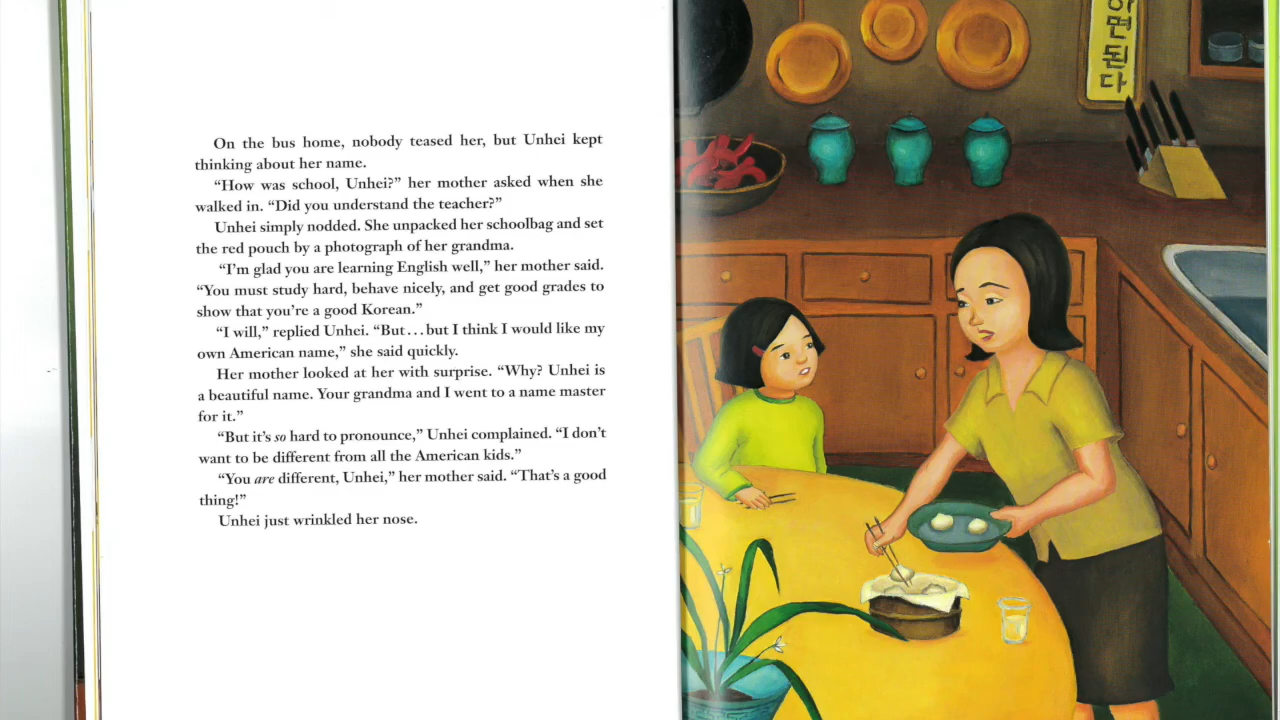 On the bus home, nobody teased her, but Unhei kept
thinking about her name.
“How was school, Unhei?” her mother asked when she
walked in. “Did you understand the teacher?”
Unhei simply nodded. She unpacked her schoolbag and set
the red pouch by a photograph of her grandma.
“I’m glad you are learning English well,” her mother said.
“You must study hard, behave nicely, and get good grades to
show that you’re a good Korean.”
“I will,” replied Unhei. “But...but I think I would like my
own American name,” she said quickly.
Her mother looked at her with surprise. “Why? Unhei is
a beautiful name. Your grandma and I went to a name master
for it.”
“But it’s so hard to pronounce,” Unhei complained. “I don’t
want to be different from all the American kids.”
“You are different, Unhei,” her mother said. “That’s a good
thing!”
Unhei just wrinkled her nose.
면
된
다